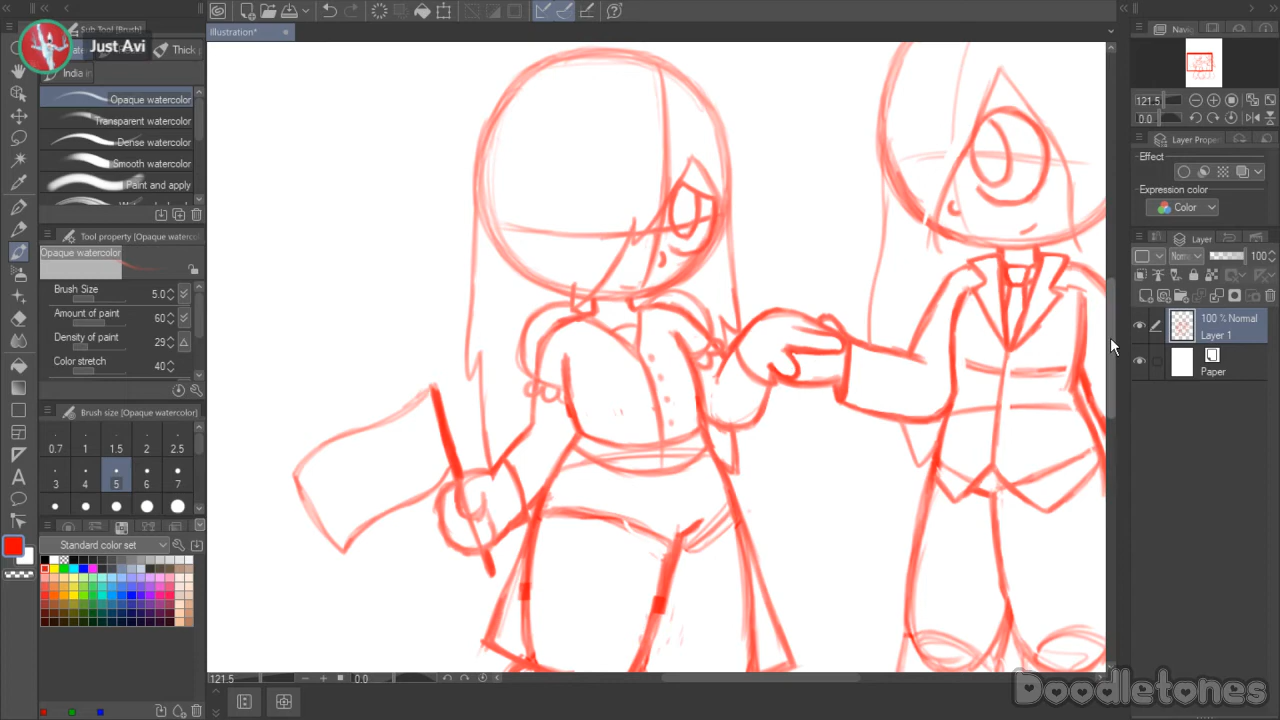 Sub Tool (Brush)
Just Avi
Thick
India
Opaque watercolor
Transparent watercolor
Dense watercolor
Smooth watercolor
Paint and apply
Tool property [Opaque waterco
Opaque watercolor
Brush Size 5.0
Amount of paint 60
Density of paint 29
Color stretch 40
Brush size [Opaque watercolor]
0.7 1 1.5 2 2.5
3 4 5 6 7
Standard color set
Illustration*
121.5 0.0
121.5
0.0
Layer Prope
Effect
Expression color
Color
Layer
100
100 % Normal
Layer 1
Paper
Doodletones